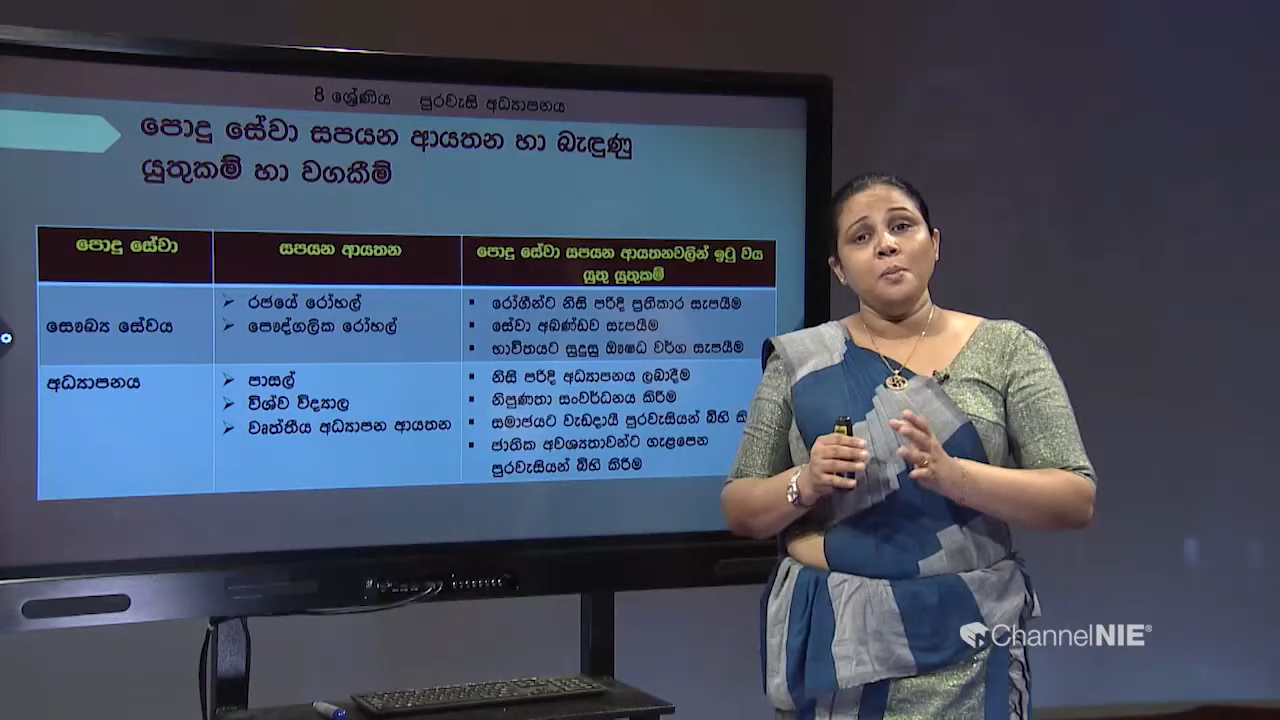 8 ශ්‍රේණිය පුරවැසි අධ්‍යාපනය
පොදු සේවා සපයන ආයතන හා බැඳුණු
යුතුකම් හා වගකීම්
පොදු සේවා
සපයන ආයතන
පොදු සේවා සපයන ආයතනවලින් ඉටු විය
යුතු යුතුකම්
සෞඛ්‍ය සේවය
➢ රජයේ රෝහල්
➢ පෞද්ගලික රෝහල්
▪ රෝගීන්ට නිසි පරිදි ප්‍රතිකාර සැපයීම
▪ සේවා අඛණ්ඩව සැපයීම
▪ භාවිතයට සුදුසු ඖෂධ වර්ග සැපයීම
අධ්‍යාපනය
➢ පාසල්
➢ විශ්ව විද්‍යාල
➢ වෘත්තීය අධ්‍යාපන ආයතන
▪ නිසි පරිදි අධ්‍යාපනය ලබාදීම
▪ නිපුණතා සංවර්ධනය කිරීම
▪ සමාජයට වැඩදායී පුරවැසියන් බිහි කි
▪ ජාතික අවශ්‍යතාවන්ට ගැළපෙන
පුරවැසියන් බිහි කිරීම
ChannelNIE®